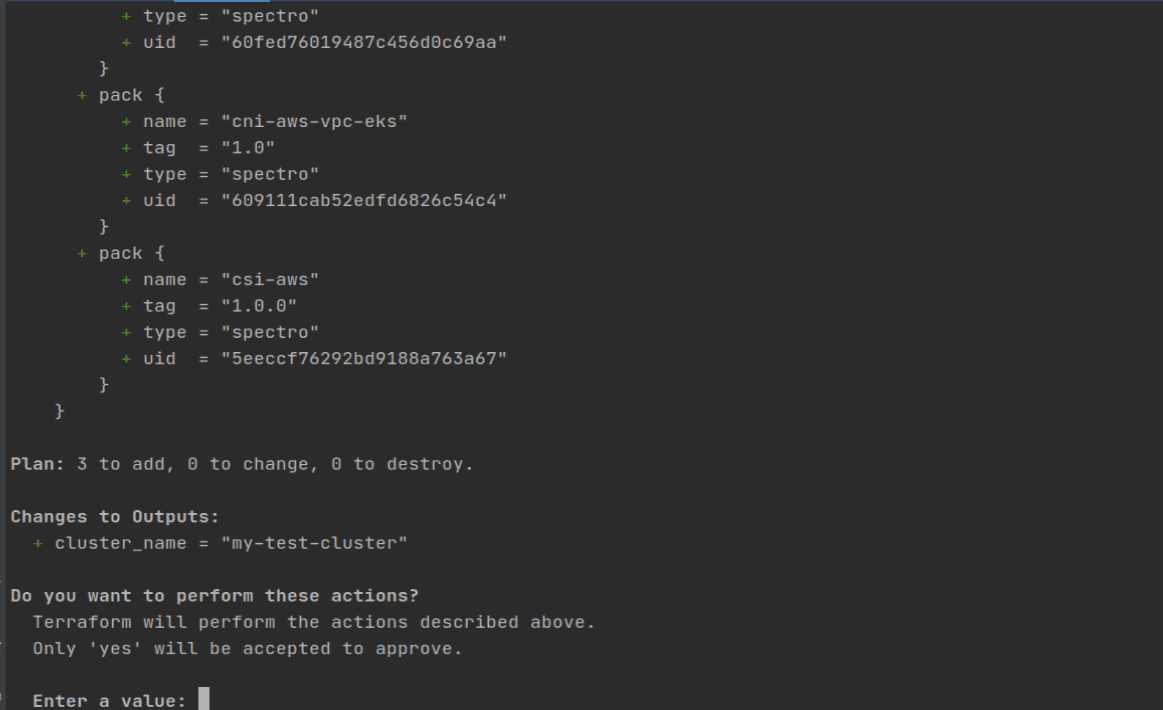 + type = "spectro"
+ uid  = "60fed76019487c456d0c69aa"
}
+ pack {
+ name = "cni-aws-vpc-eks"
+ tag  = "1.0"
+ type = "spectro"
+ uid  = "609111cab52edfd6826c54c4"
}
+ pack {
+ name = "csi-aws"
+ tag  = "1.0.0"
+ type = "spectro"
+ uid  = "5eeccf76292bd9188a763a67"
}
}
Plan: 3 to add, 0 to change, 0 to destroy.
Changes to Outputs:
+ cluster_name = "my-test-cluster"
Do you want to perform these actions?
Terraform will perform the actions described above.
Only 'yes' will be accepted to approve.
Enter a value: